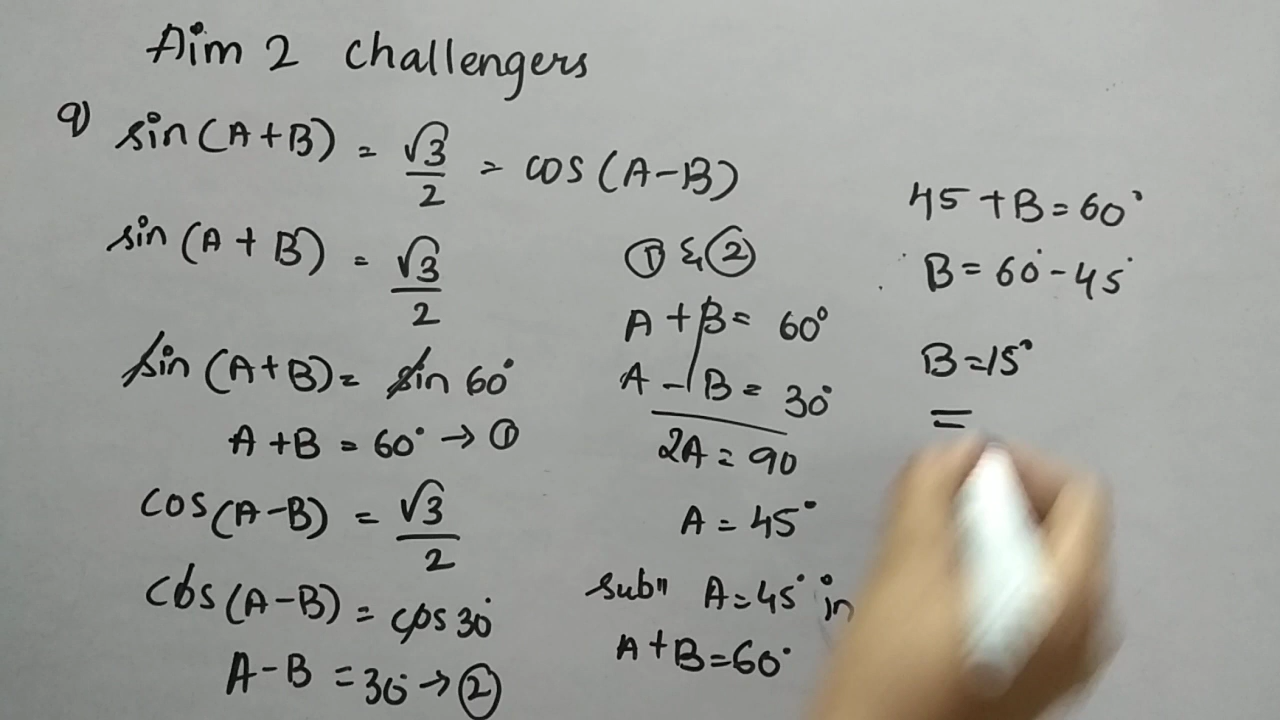 Aim 2 challengers
q) sin(A+B) = √3/2 = cos(A-B)
sin(A+B) = √3/2
sin(A+B) = sin 60°
A+B = 60° → ①
cos(A-B) = √3/2
cos(A-B) = cos 30°
A-B = 30° → ②
① & ②
A+B = 60°
A-B = 30°
2A = 90
A = 45°
subn A=45° in
A+B=60°
45+B=60°
B=60°-45°
B=15°